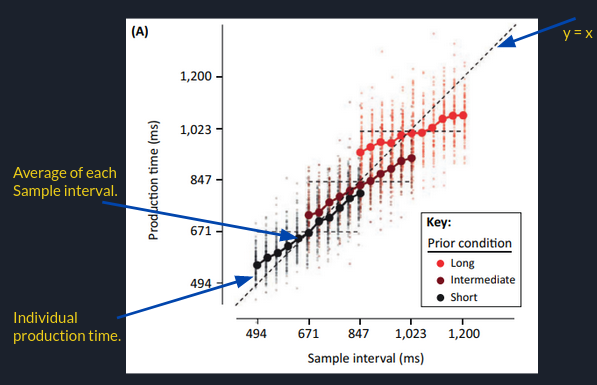 (A)
y = x
1,200
1,023
847
671
494
Production time (ms)
Average of each
Sample interval.
Individual
production time.
Key:
Prior condition
Long
Intermediate
Short
494 671 847 1,023 1,200
Sample interval (ms)